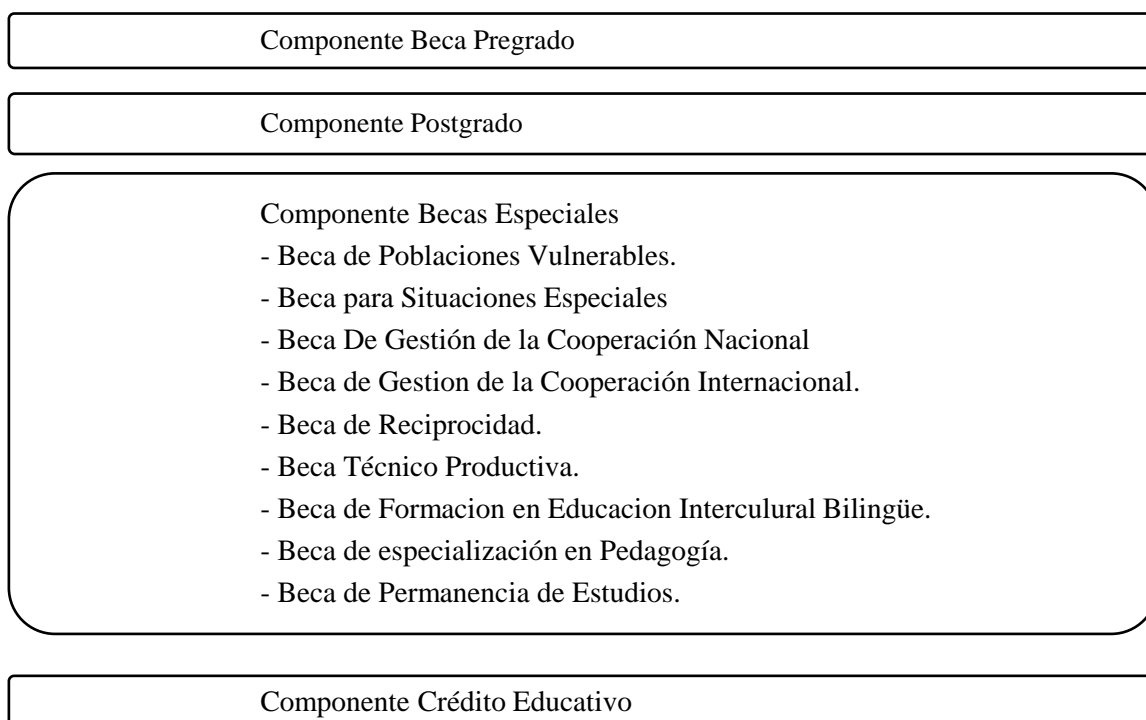 Componente Beca Pregrado
Componente Postgrado
Componente Becas Especiales
- Beca de Poblaciones Vulnerables.
- Beca para Situaciones Especiales
- Beca De Gestión de la Cooperación Nacional
- Beca de Gestion de la Cooperación Internacional.
- Beca de Reciprocidad.
- Beca Técnico Productiva.
- Beca de Formacion en Educacion Interculural Bilingüe.
- Beca de especialización en Pedagogía.
- Beca de Permanencia de Estudios.
Componente Crédito Educativo